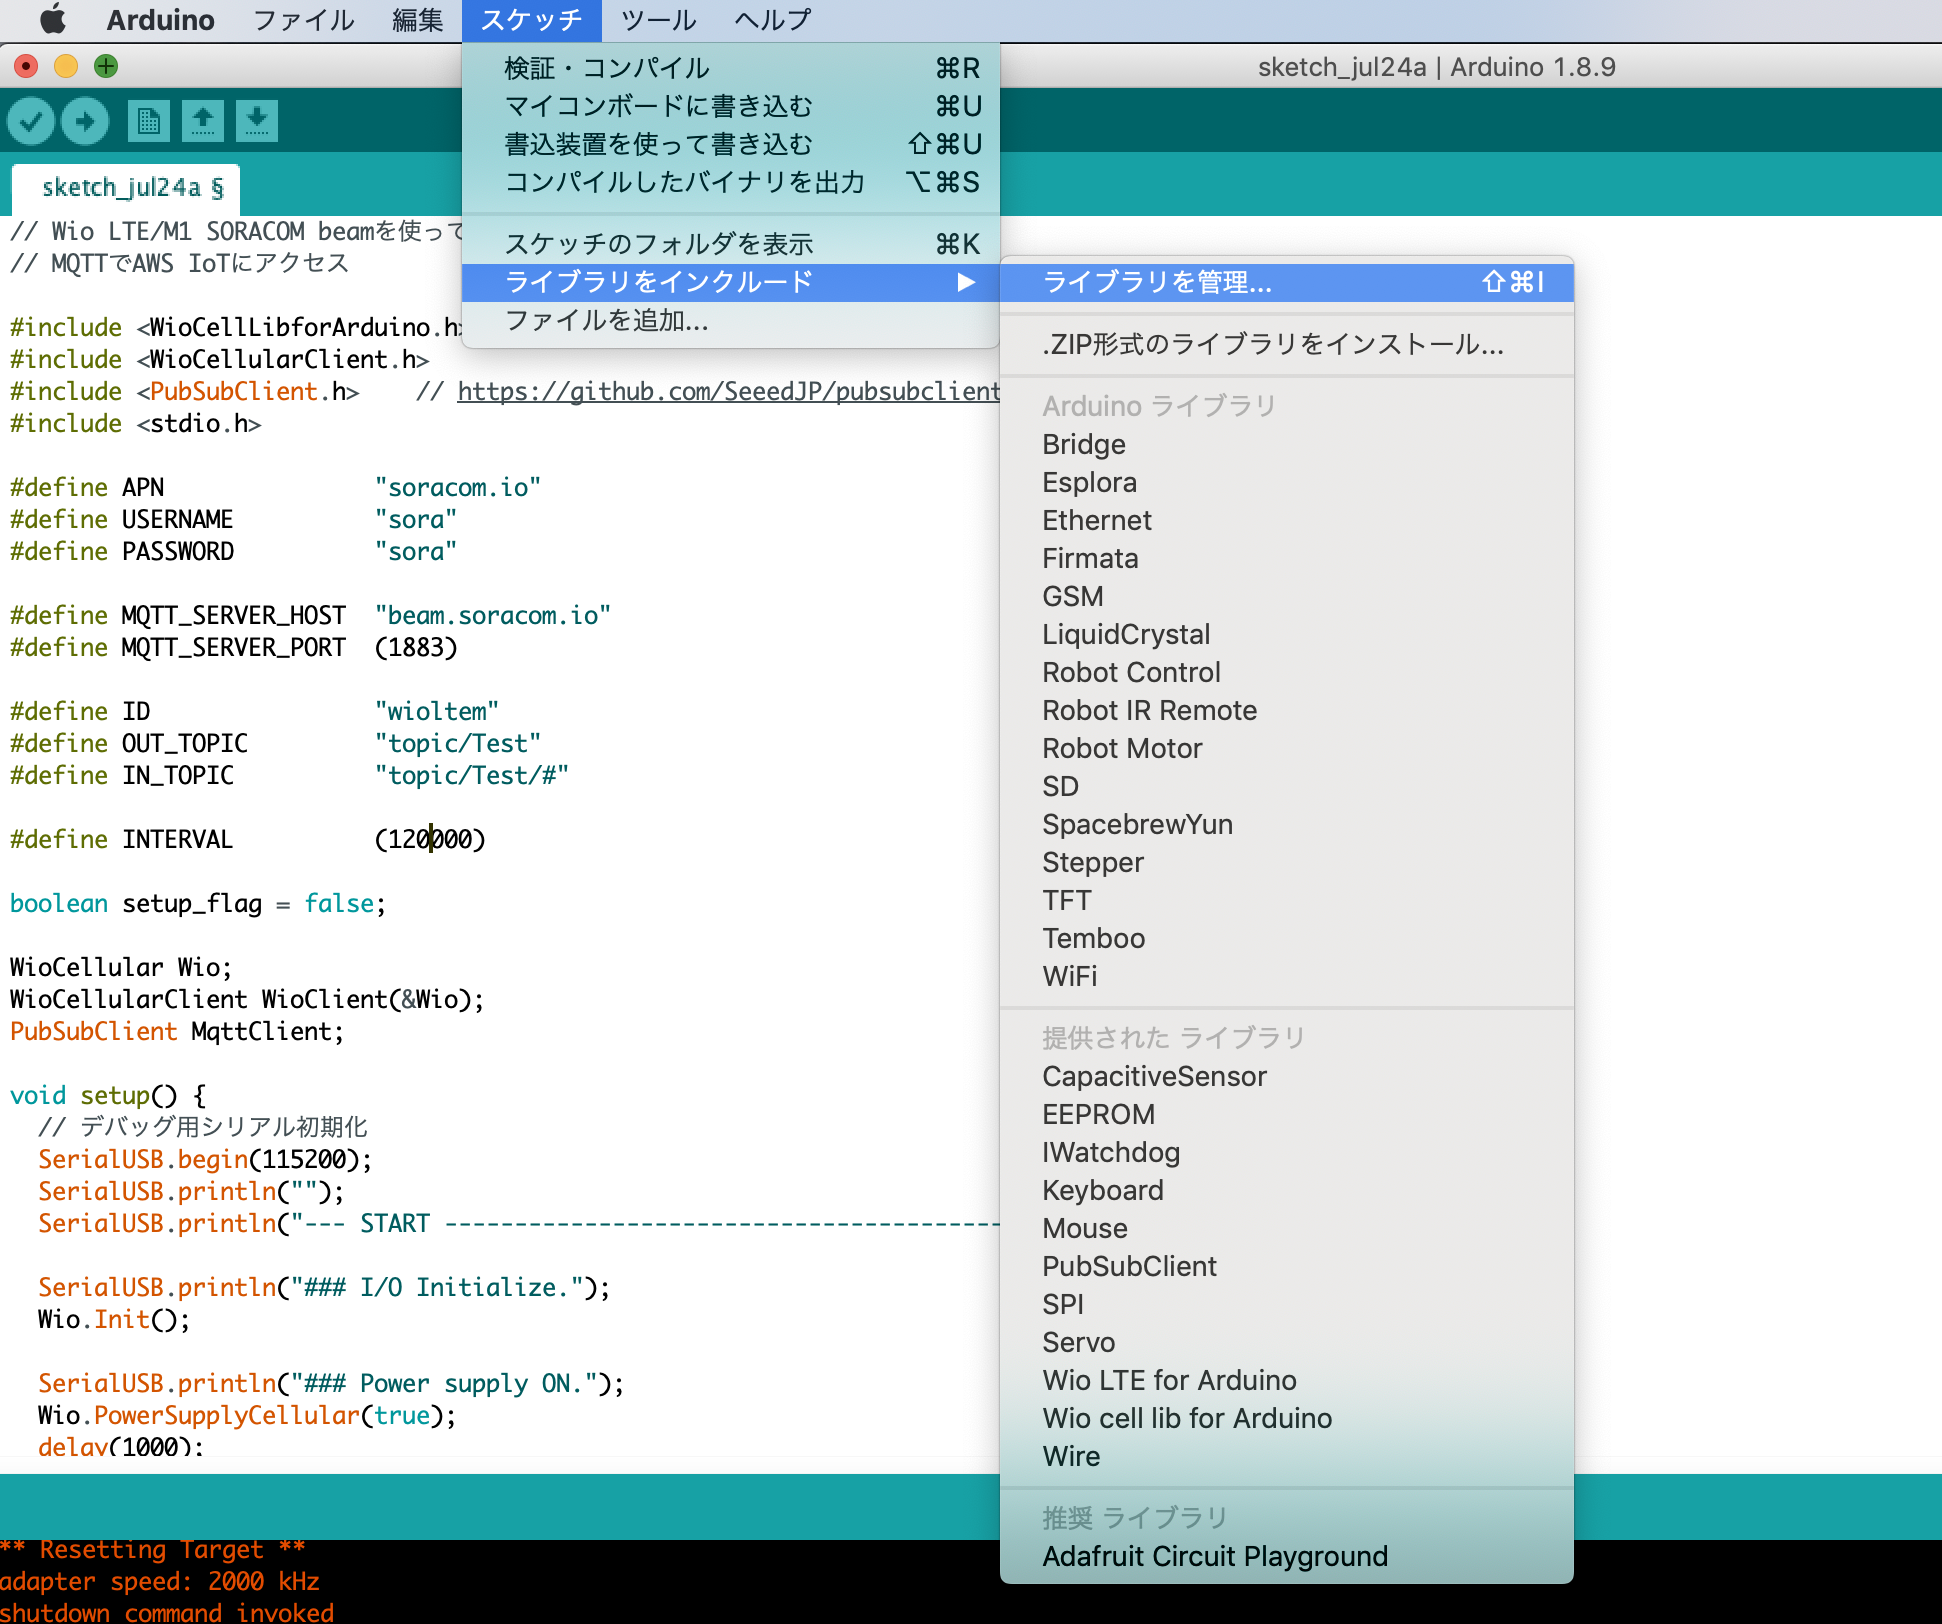 Arduino ファイル 編集 スケッチ ツール ヘルプ
sketch_jul24a | Arduino 1.8.9
検証・コンパイル ⌘R
マイコンボードに書き込む ⌘U
書込装置を使って書き込む ⇧⌘U
コンパイルしたバイナリを出力 ⌥⌘S
スケッチのフォルダを表示 ⌘K
ライブラリをインクルード ▶
ファイルを追加...
ライブラリを管理... ⇧⌘I
.ZIP形式のライブラリをインストール...
Arduino ライブラリ
Bridge
Esplora
Ethernet
Firmata
GSM
LiquidCrystal
Robot Control
Robot IR Remote
Robot Motor
SD
SpacebrewYun
Stepper
TFT
Temboo
WiFi
提供された ライブラリ
CapacitiveSensor
EEPROM
IWatchdog
Keyboard
Mouse
PubSubClient
SPI
Servo
Wio LTE for Arduino
Wio cell lib for Arduino
Wire
推奨 ライブラリ
Adafruit Circuit Playground
sketch_jul24a §
// Wio LTE/M1 SORACOM beamを使って
// MQTTでAWS IoTにアクセス
#include <WioCellLibforArduino.h>
#include <WioCellularClient.h>
#include <PubSubClient.h> // https://github.com/SeeedJP/pubsubclient
#include <stdio.h>
#define APN "soracom.io"
#define USERNAME "sora"
#define PASSWORD "sora"
#define MQTT_SERVER_HOST "beam.soracom.io"
#define MQTT_SERVER_PORT (1883)
#define ID "wioltem"
#define OUT_TOPIC "topic/Test"
#define IN_TOPIC "topic/Test/#"
#define INTERVAL (120000)
boolean setup_flag = false;
WioCellular Wio;
WioCellularClient WioClient(&Wio);
PubSubClient MqttClient;
void setup() {
// デバッグ用シリアル初期化
SerialUSB.begin(115200);
SerialUSB.println("");
SerialUSB.println("--- START ----------------------------------------
SerialUSB.println("### I/O Initialize.");
Wio.Init();
SerialUSB.println("### Power supply ON.");
Wio.PowerSupplyCellular(true);
delay(1000);
** Resetting Target **
adapter speed: 2000 kHz
shutdown command invoked